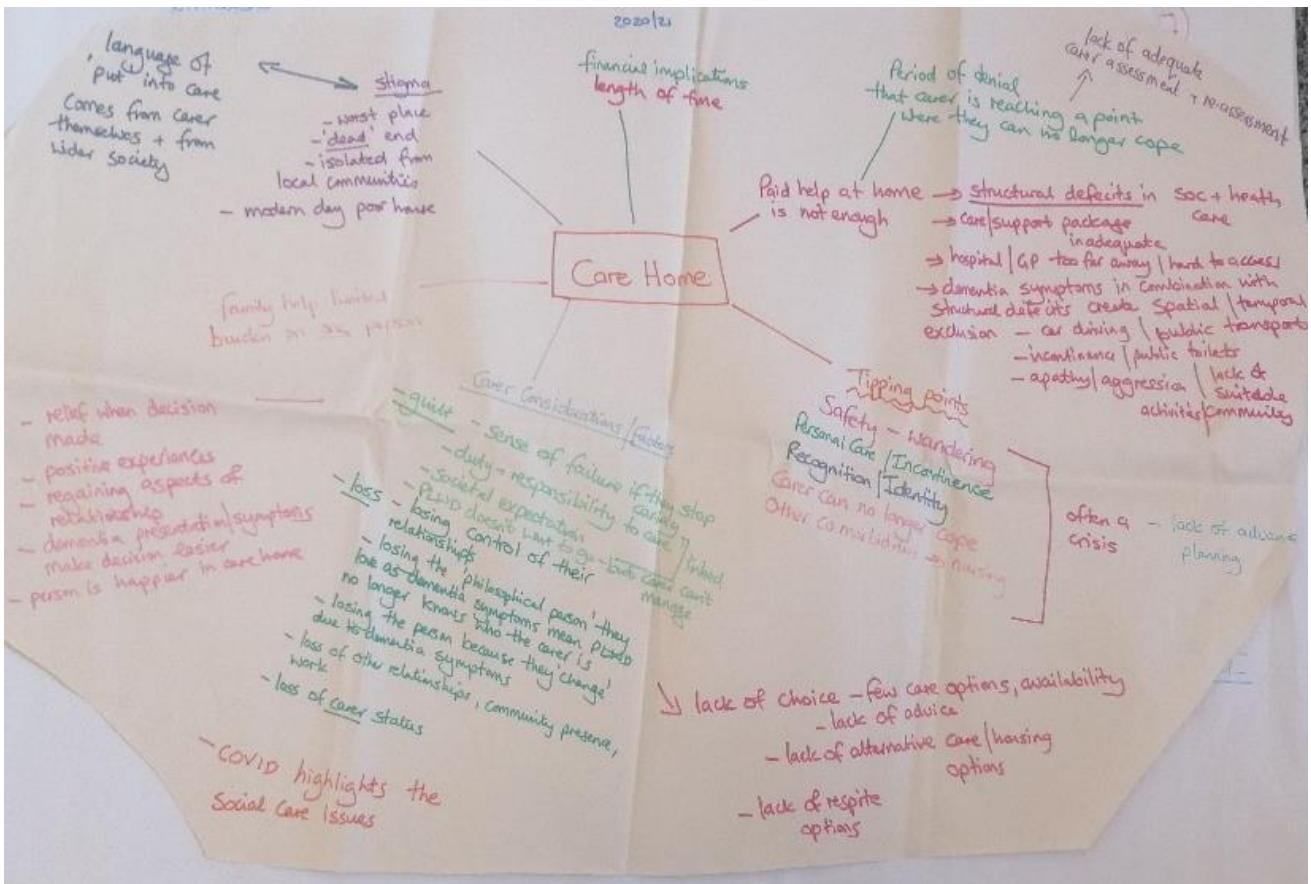 2020/21
language of
'put' into care
Comes from carer
themselves + from
wider society
stigma
- worst place
- 'dead' end
- isolated from
local communities
- modern day poor house
financial implications
length of time
Period of denial
that carer is reaching a point
were they can no longer cope
lack of adequate
carer assessment + re-assessment
Paid help at home
is not enough
→ structural defecits in soc + health
care
→ care/support package
inadequate
→ hospital/GP too far away/hard to access
→ dementia symptoms in combination with
structural defecits create spatial/temporal
exclusion - car driving/public transport
- incontinence/public toilets
- apathy/aggression/lack of
suitable
activities/community
Care Home
family help limited
burden on one person
- relief when decision
made
- positive experiences
- regaining aspects of
relationship
- dementia presentation/symptoms
make decision easier
- person is happier in care home
Carer Considerations/Factors
- guilt - sense of failure if they stop
caring
- duty + responsibility to care
- societal expectation
- PLWD doesn't want to go - but carer can't
manage
linked
- loss - losing control of their
relationships
- losing the 'philosophical person' they
love as dementia symptoms mean PLWD
no longer knows who the carer is
- losing the person because they 'change'
due to dementia symptoms
- loss of other relationships, community presence,
work
- loss of carer status
Tipping points
Safety - wandering
Personal Care/Incontinence
Recognition/Identity
Carer can no longer cope
Other comorbidities → nursing
often a
crisis
- lack of advance
planning
lack of choice - few care options, availability
- lack of advice
- lack of alternative care/housing
options
- lack of respite
options
- COVID highlights the
Social Care Issues